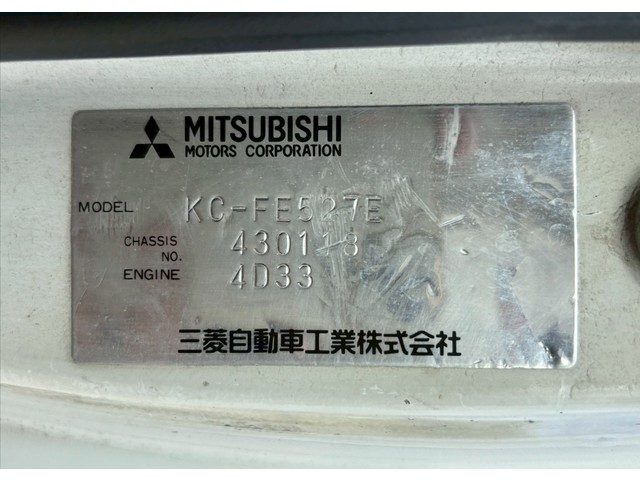 MITSUBISHI
MOTORS CORPORATION
MODEL KC-FE527E
CHASSIS NO. 430118
ENGINE 4D33
三菱自動車工業株式会社